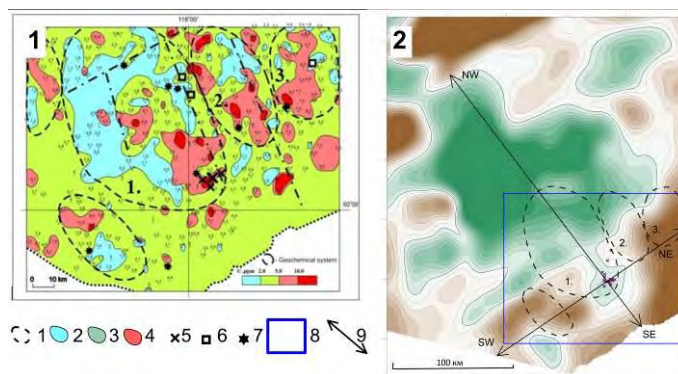 1
118°00'
3
2
1.
50°00'
Geochemical system
U, ppm 2.0 5.0 10.0
0 10 km
2
NW
2.
3.
NE
1.
SW
SE
100 км
1 2 3 4 5 6 7 8 9